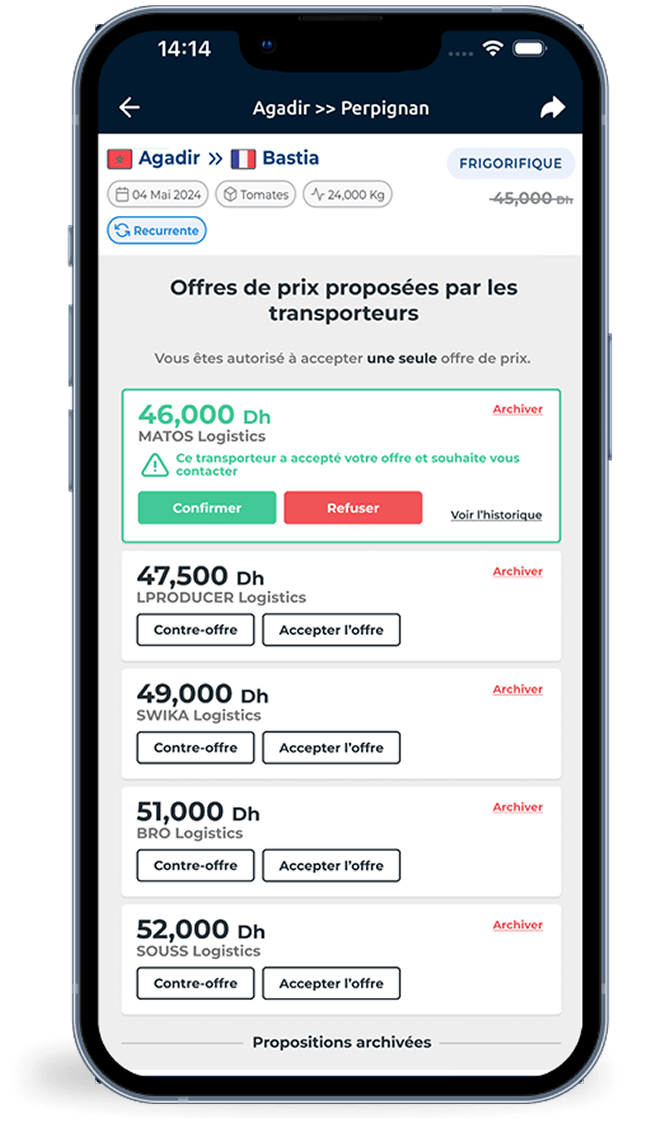 14:14
Agadir >> Perpignan
Agadir » Bastia
FRIGORIFIQUE
04 Mai 2024
Tomates
24,000 Kg
45,000 Dh
Recurrente
Offres de prix proposées par les
transporteurs
Vous êtes autorisé à accepter une seule offre de prix.
46,000 Dh
Archiver
MATOS Logistics
Ce transporteur a accepté votre offre et souhaite vous
contacter
Confirmer
Refuser
Voir l'historique
47,500 Dh
Archiver
LPRODUCER Logistics
Contre-offre
Accepter l'offre
49,000 Dh
Archiver
SWIKA Logistics
Contre-offre
Accepter l'offre
51,000 Dh
Archiver
BRO Logistics
Contre-offre
Accepter l'offre
52,000 Dh
Archiver
SOUSS Logistics
Contre-offre
Accepter l'offre
Propositions archivées